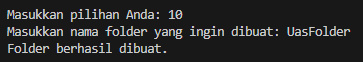 Masukkan pilihan Anda: 10
Masukkan nama folder yang ingin dibuat: UasFolder
Folder berhasil dibuat.